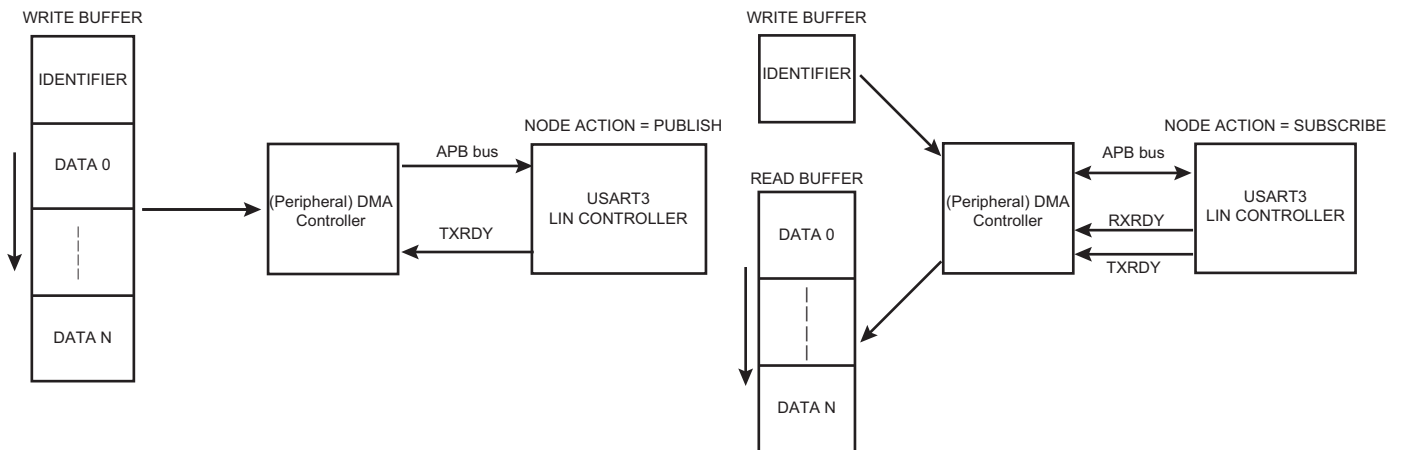 WRITE BUFFER
IDENTIFIER
DATA 0
DATA N
(Peripheral) DMA
Controller
APB bus
TXRDY
NODE ACTION = PUBLISH
USART3
LIN CONTROLLER
WRITE BUFFER
IDENTIFIER
READ BUFFER
DATA 0
DATA N
(Peripheral) DMA
Controller
APB bus
RXRDY
TXRDY
NODE ACTION = SUBSCRIBE
USART3
LIN CONTROLLER